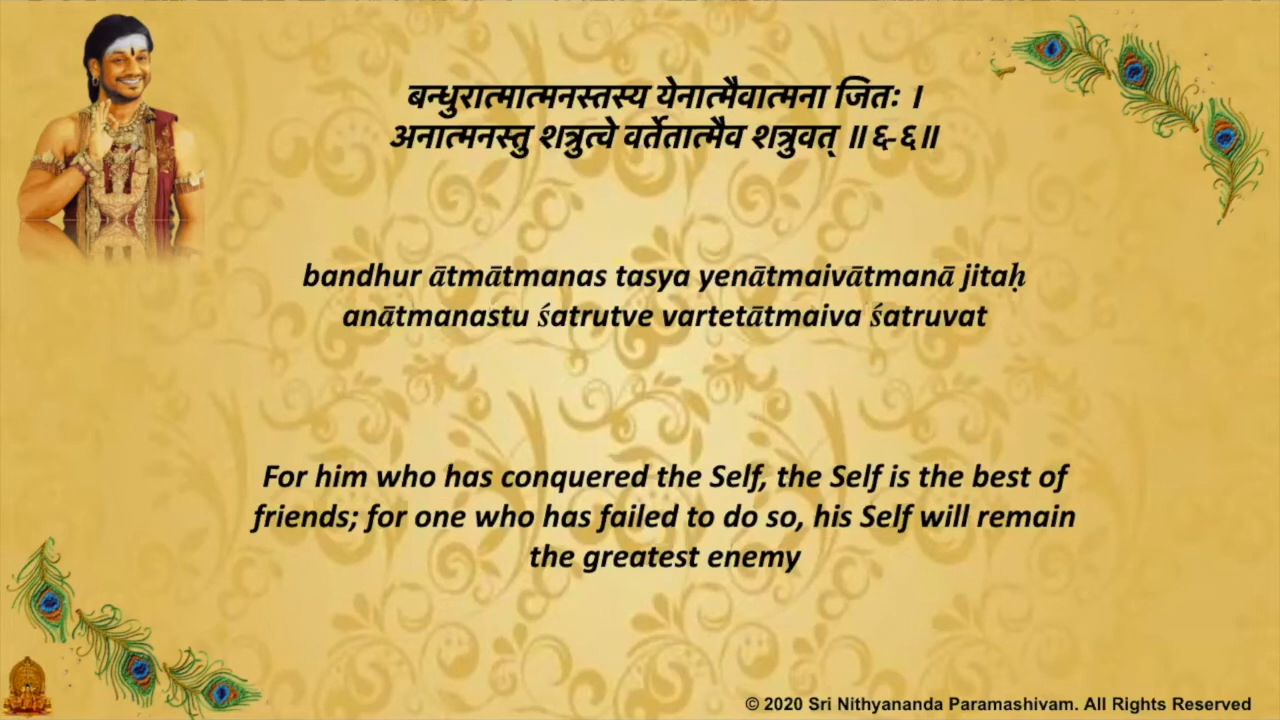 बन्धुरात्मात्मनस्तस्य येनात्मैवात्मना जितः ।
अनात्मनस्तु शत्रुत्वे वर्तेतात्मैव शत्रुवत् ॥ ६-६॥
bandhur ātmātmanas tasya yenātmaivātmanā jitaḥ
anātmanastu śatrutve vartetātmaiva śatruvat
For him who has conquered the Self, the Self is the best of
friends; for one who has failed to do so, his Self will remain
the greatest enemy
© 2020 Sri Nithyananda Paramashivam. All Rights Reserved